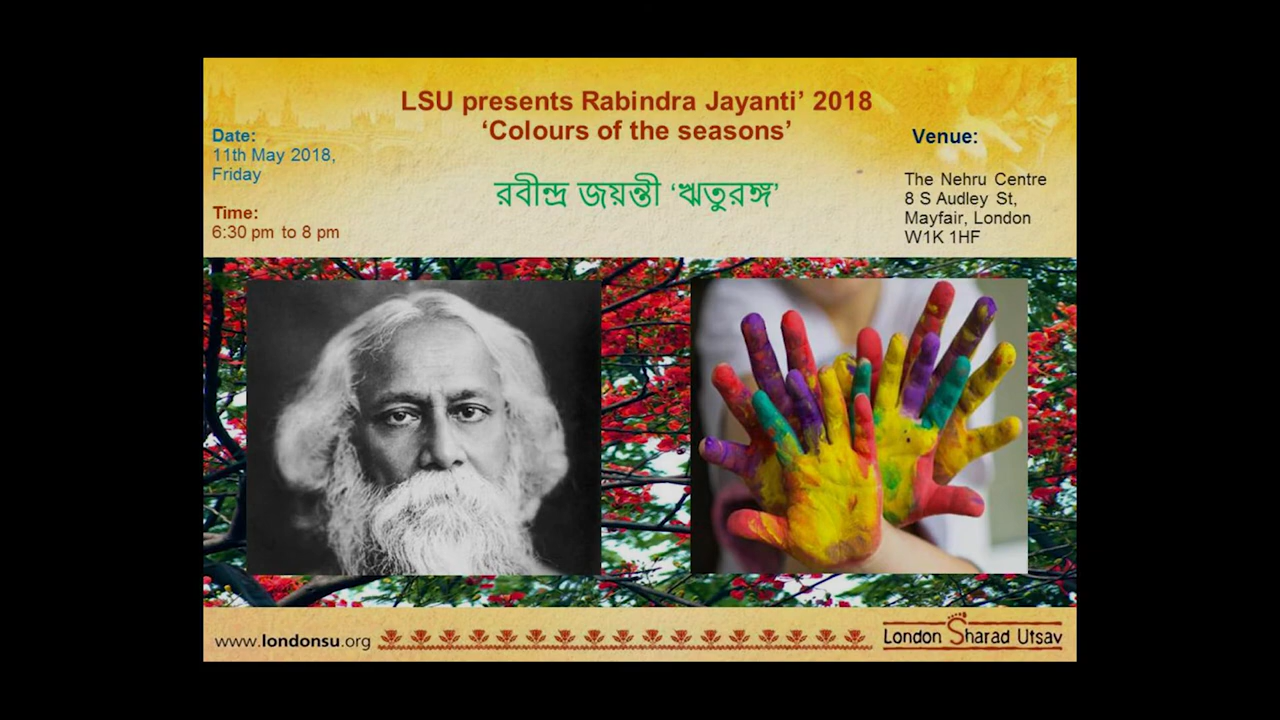 LSU presents Rabindra Jayanti’ 2018
‘Colours of the seasons’
রবীন্দ্র জয়ন্তী ‘ঋতুরঙ্গ’
Date:
11th May 2018,
Friday
Time:
6:30 pm to 8 pm
Venue:
The Nehru Centre
8 S Audley St,
Mayfair, London
W1K 1HF
www.londonsu.org
London Sharad Utsav